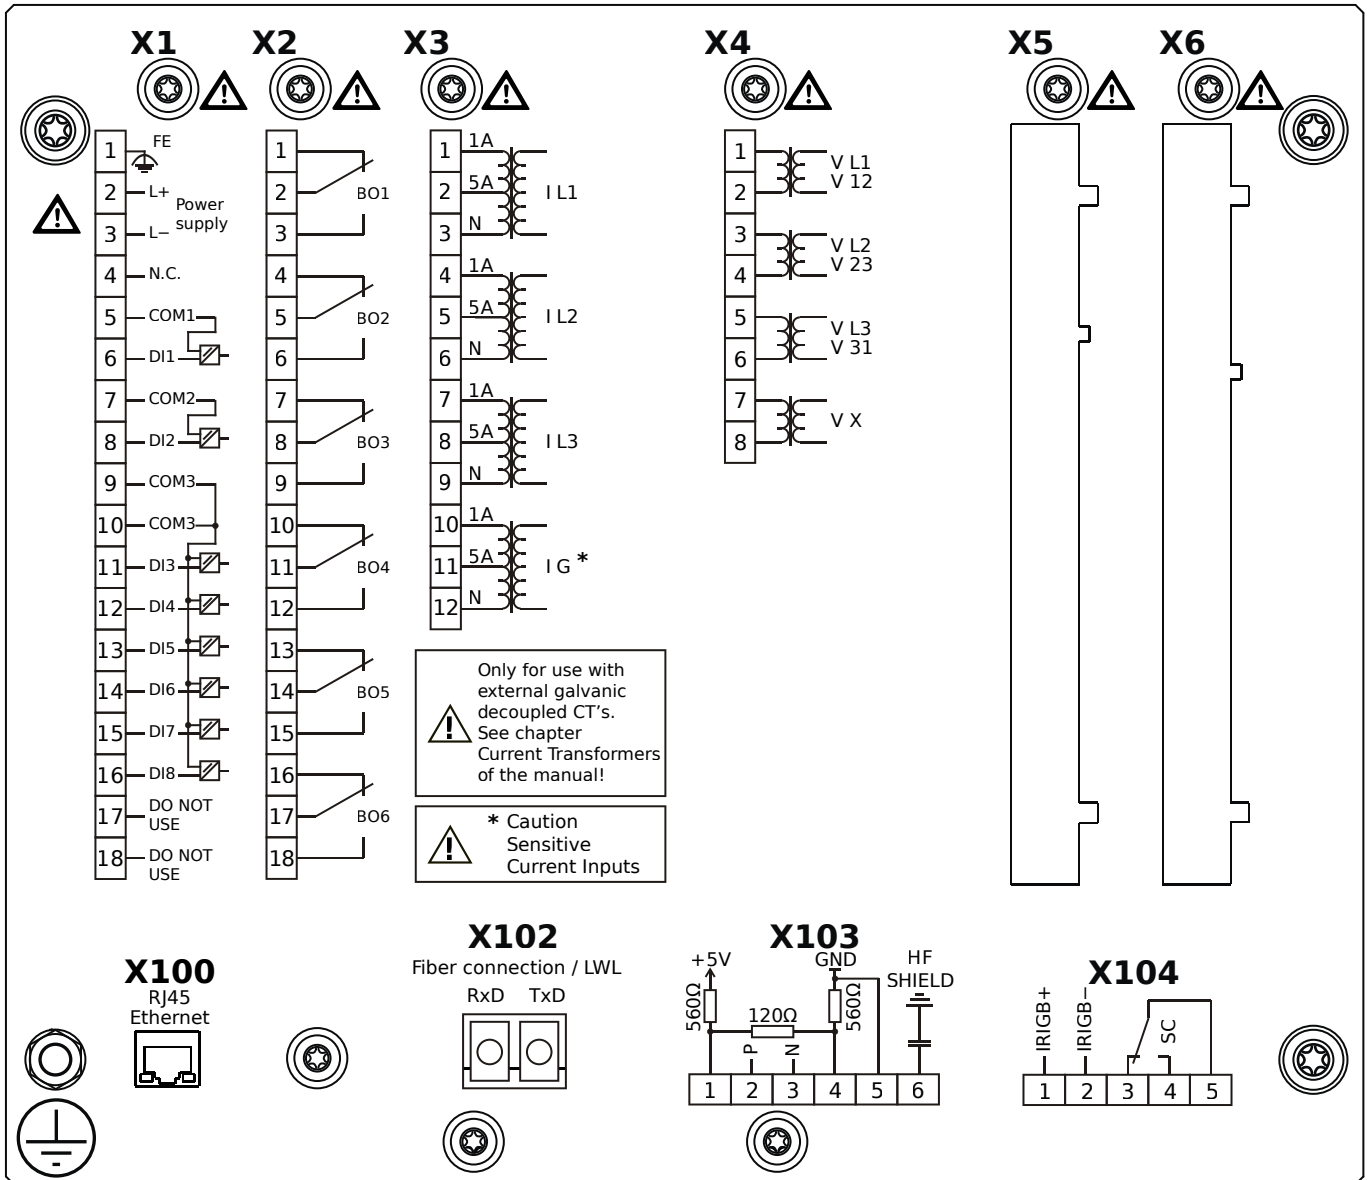 X1 X2 X3 X4 X5 X6
1 FE
2 L+
Power
supply
3 L−
4 N.C.
5 COM1
6 DI1
7 COM2
8 DI2
9 COM3
10 COM3
11 DI3
12 DI4
13 DI5
14 DI6
15 DI7
16 DI8
17 DO NOT
USE
18 DO NOT
USE
1
2 BO1
3
4
5 BO2
6
7
8 BO3
9
10
11 BO4
12
13
14 BO5
15
16
17 BO6
18
1 1A
2 5A I L1
3 N
4 1A
5 5A I L2
6 N
7 1A
8 5A I L3
9 N
10 1A
11 5A I G *
12 N
Only for use with
external galvanic
decoupled CT's.
See chapter
Current Transformers
of the manual!
* Caution
Sensitive
Current Inputs
1 V L1
2 V 12
3 V L2
4 V 23
5 V L3
6 V 31
7 V X
8
X100
RJ45
Ethernet
X102
Fiber connection / LWL
RxD TxD
X103
+5V GND HF
SHIELD
560Ω 120Ω 560Ω
P N
1 2 3 4 5 6
X104
IRIGB+ IRIGB− SC
1 2 3 4 5